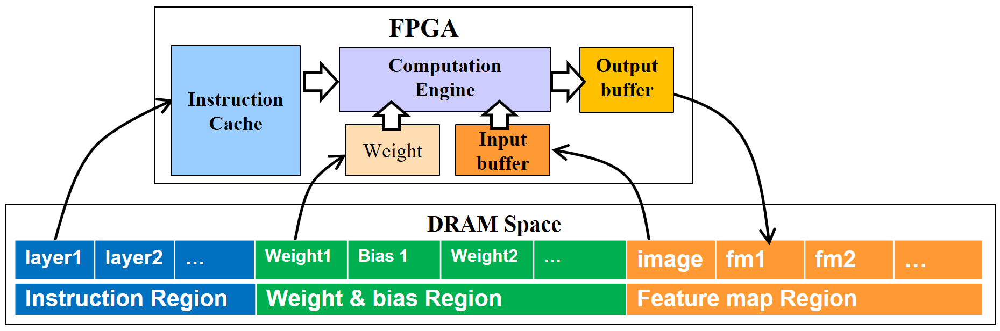 FPGA
Instruction
Cache
Computation
Engine
Output
buffer
Weight
Input
buffer
DRAM Space
layer1 layer2 ... Weight1 Bias 1 Weight2 ... image fm1 fm2 ...
Instruction Region Weight & bias Region Feature map Region